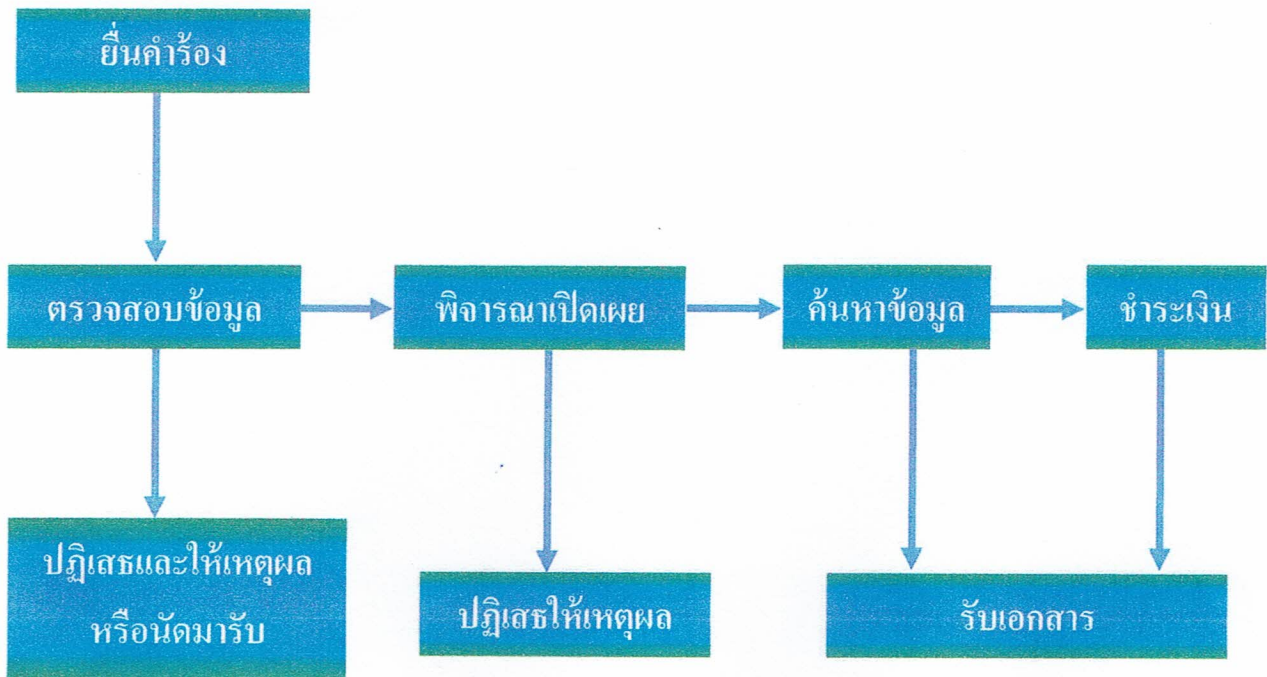 ยื่นคำร้อง
ตรวจสอบข้อมูล
พิจารณาเปิดเผย
ค้นหาข้อมูล
ชำระเงิน
ปฏิเสธและให้เหตุผล
หรือนัดมารับ
ปฏิเสธให้เหตุผล
รับเอกสาร